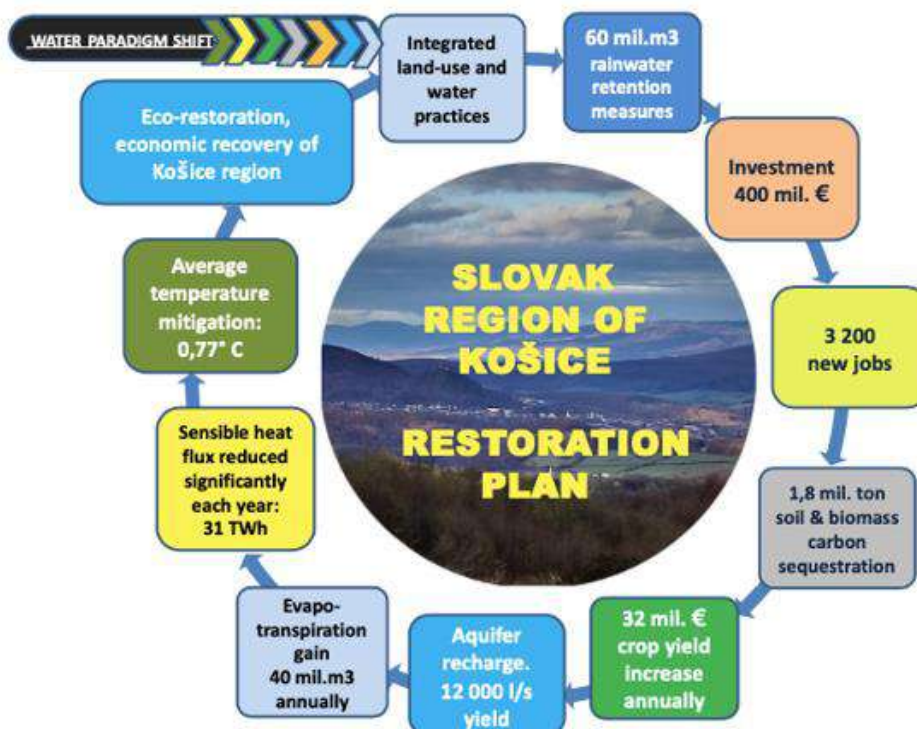 WATER PARADIGM SHIFT
Integrated
land-use and
water
practices
60 mil.m3
rainwater
retention
measures
Investment
400 mil. €
3 200
new jobs
1,8 mil. ton
soil & biomass
carbon
sequestration
32 mil. €
crop yield
increase
annually
Aquifer
recharge.
12 000 l/s
yield
Evapo-
transpiration
gain
40 mil.m3
annually
Sensible heat
flux reduced
significantly
each year:
31 TWh
Average
temperature
mitigation:
0,77° C
Eco-restoration,
economic recovery of
Košice region
SLOVAK
REGION OF
KOŠICE
RESTORATION
PLAN